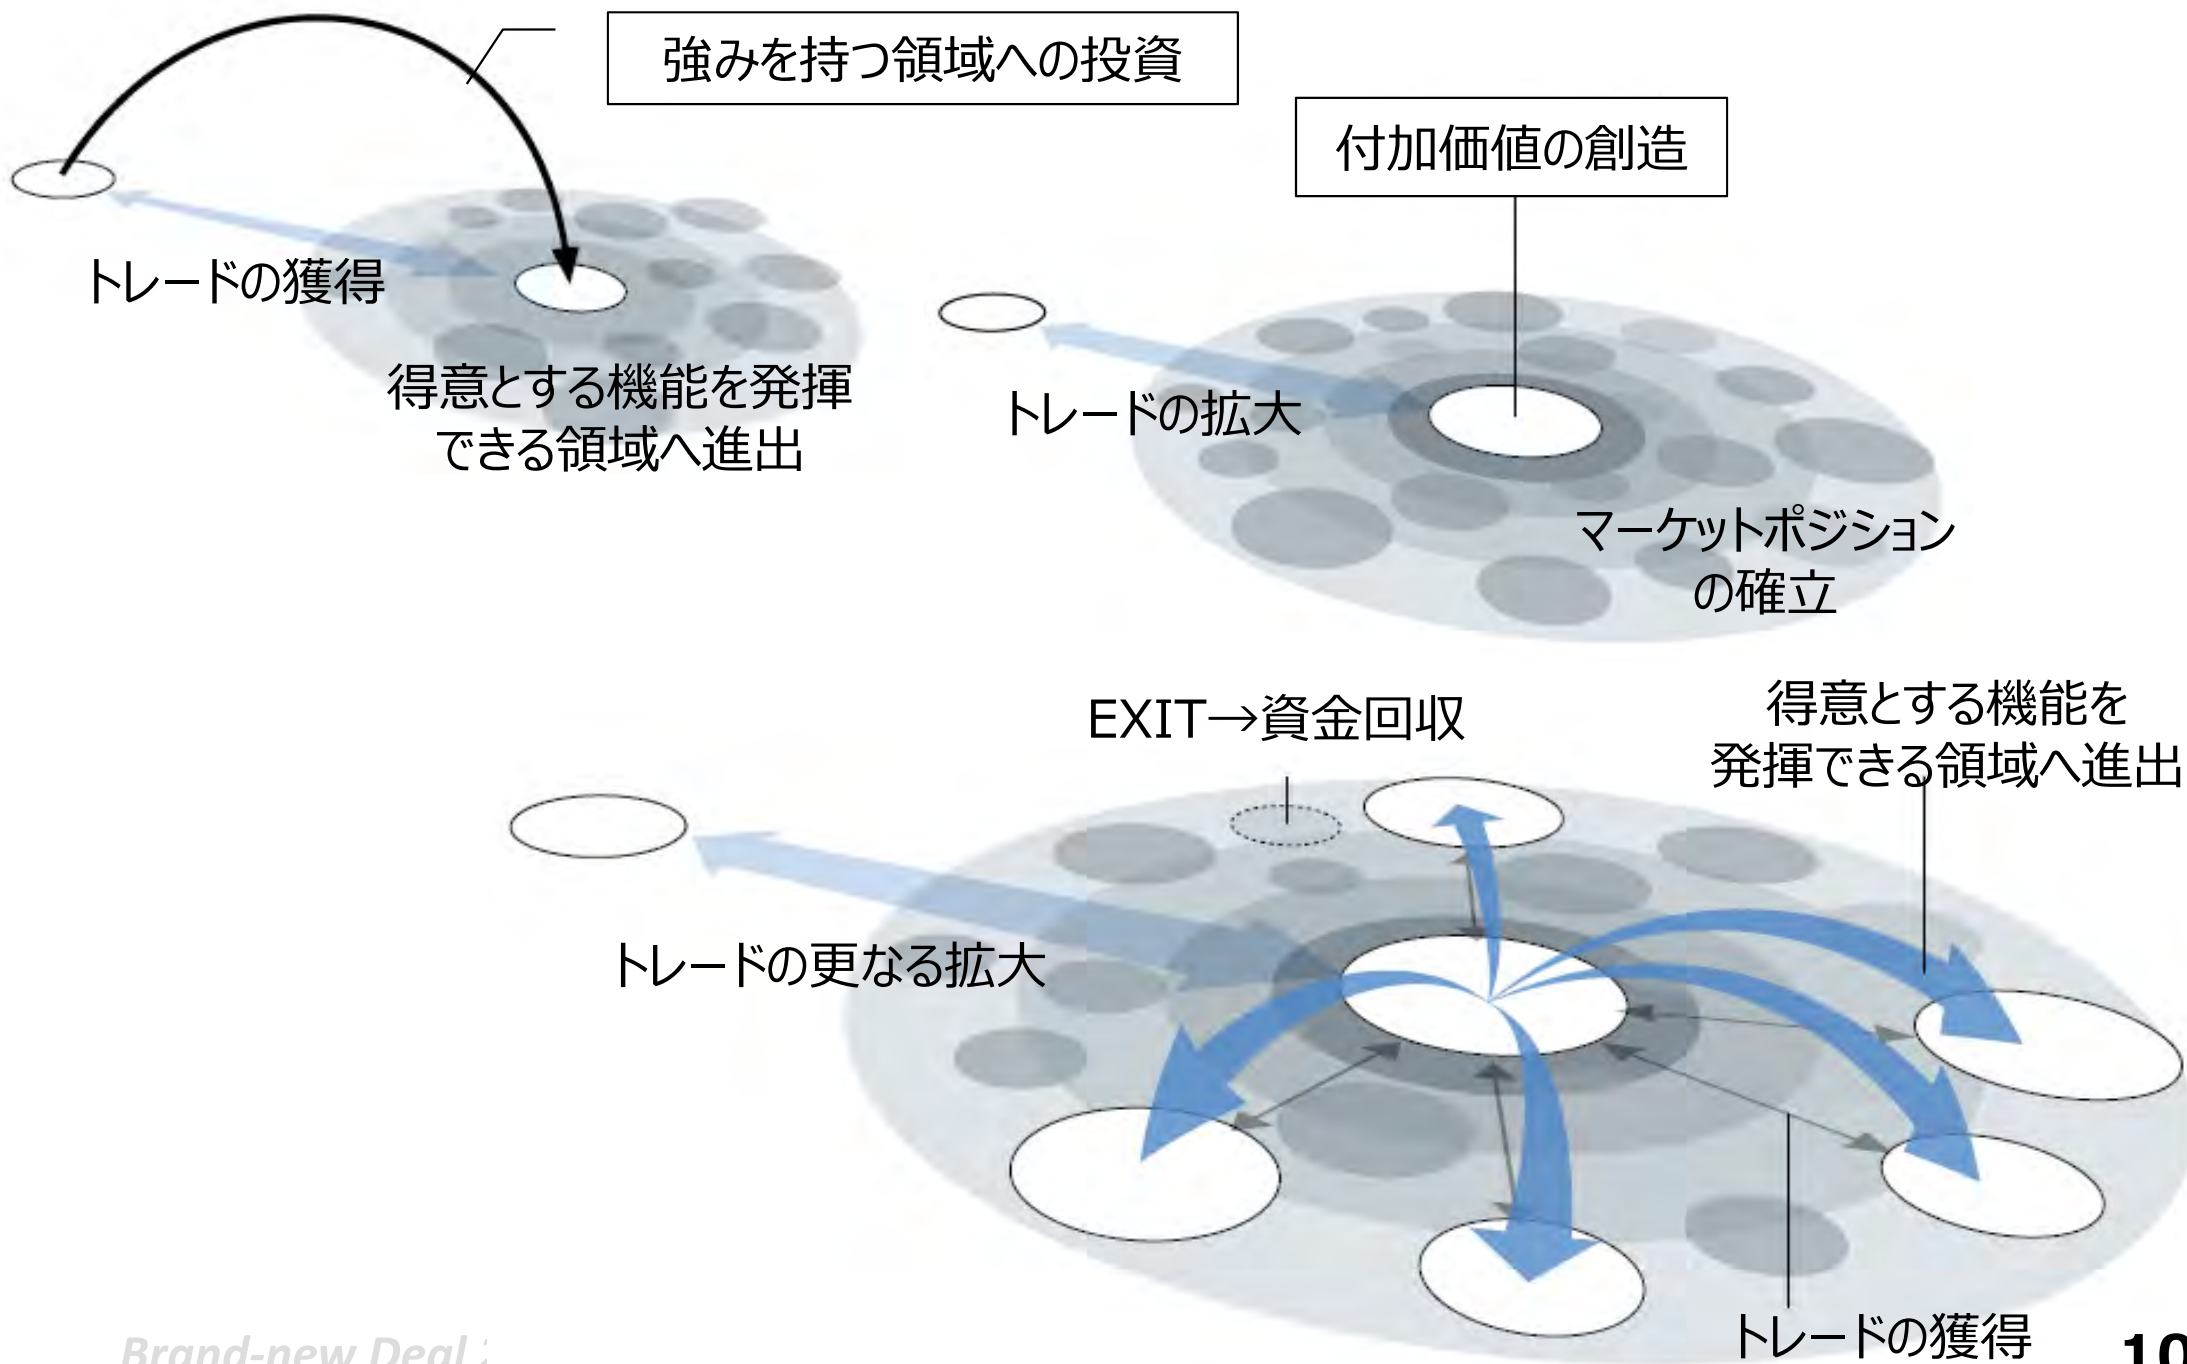 強みを持つ領域への投資
付加価値の創造
トレードの獲得
得意とする機能を発揮
できる領域へ進出
トレードの拡大
マーケットポジション
の確立
EXIT→資金回収
得意とする機能を
発揮できる領域へ進出
トレードの更なる拡大
トレードの獲得
Brand-new Deal
10